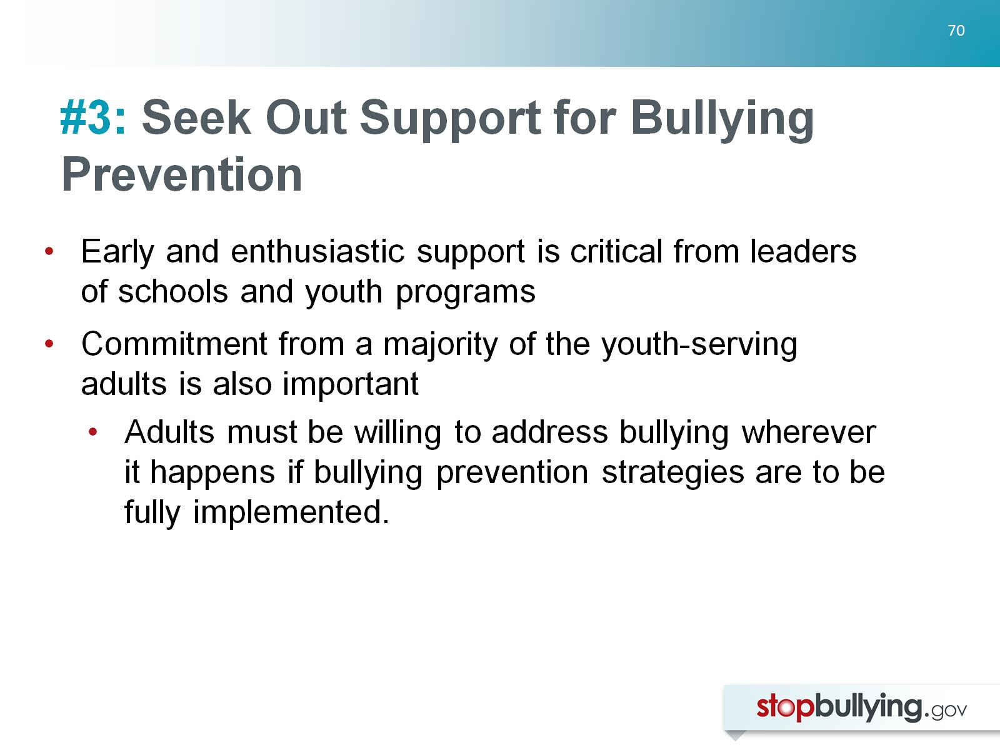 70
#3: Seek Out Support for Bullying
Prevention
• Early and enthusiastic support is critical from leaders
of schools and youth programs
• Commitment from a majority of the youth-serving
adults is also important
• Adults must be willing to address bullying wherever
it happens if bullying prevention strategies are to be
fully implemented.
stopbullying.gov